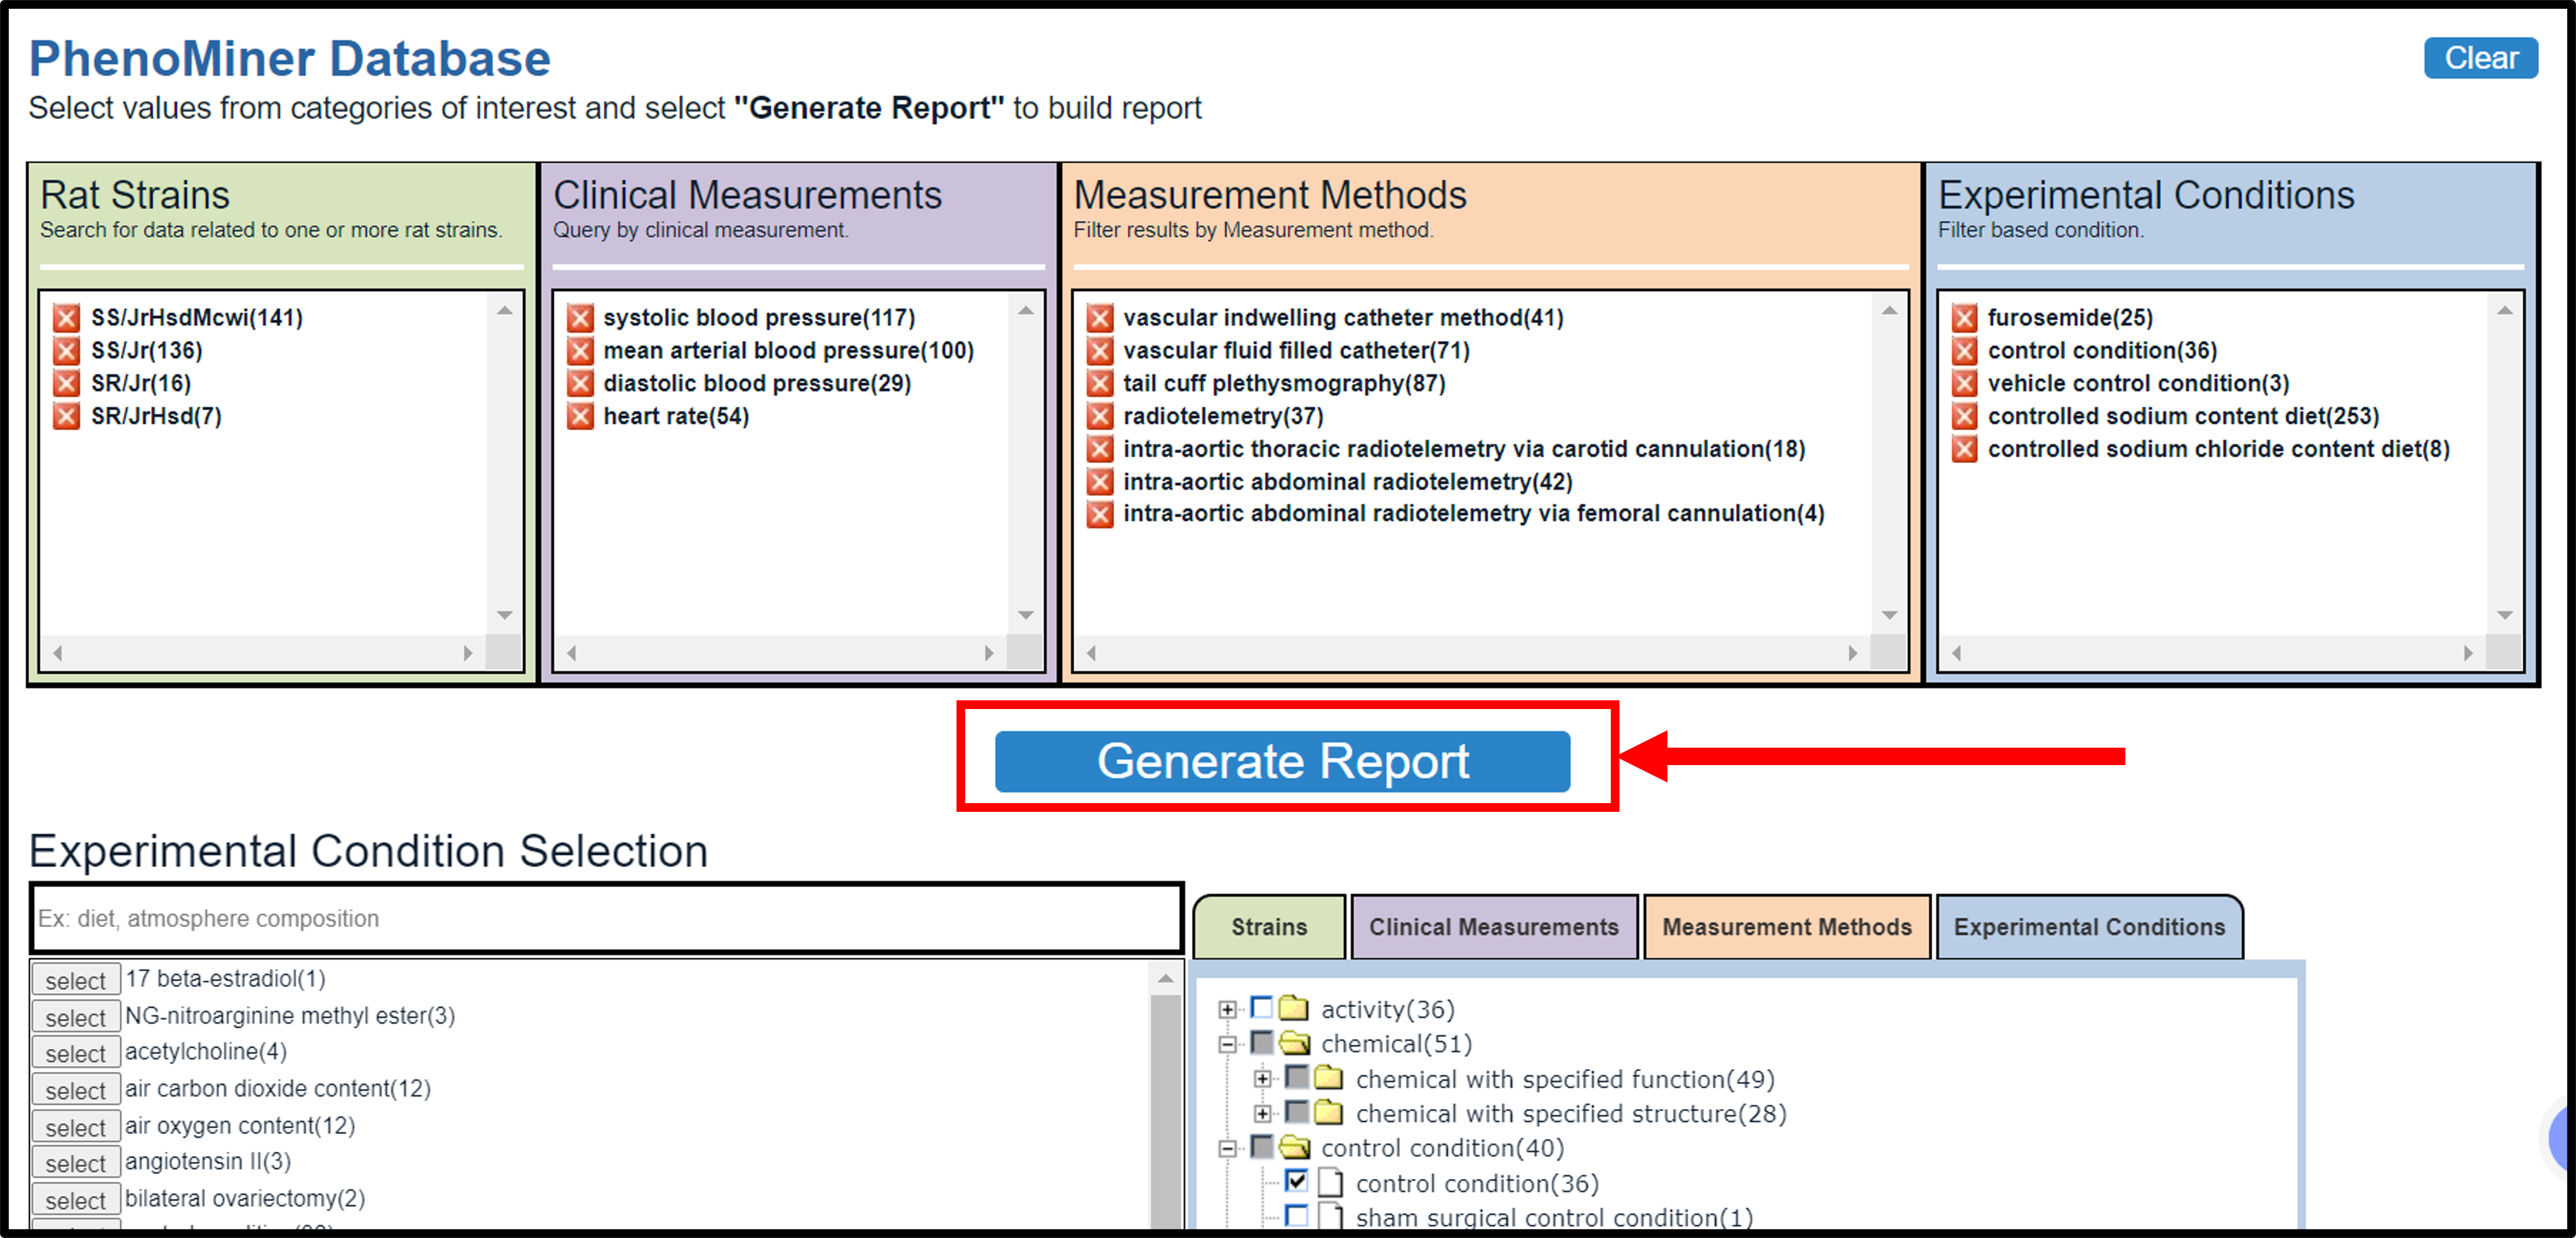 PhenoMiner Database
Clear
Select values from categories of interest and select "Generate Report" to build report
Rat Strains
Search for data related to one or more rat strains.
SS/JrHsdMcwi(141)
SS/Jr(136)
SR/Jr(16)
SR/JrHsd(7)
Clinical Measurements
Query by clinical measurement.
systolic blood pressure(117)
mean arterial blood pressure(100)
diastolic blood pressure(29)
heart rate(54)
Measurement Methods
Filter results by Measurement method.
vascular indwelling catheter method(41)
vascular fluid filled catheter(71)
tail cuff plethysmography(87)
radiotelemetry(37)
intra-aortic thoracic radiotelemetry via carotid cannulation(18)
intra-aortic abdominal radiotelemetry(42)
intra-aortic abdominal radiotelemetry via femoral cannulation(4)
Experimental Conditions
Filter based condition.
furosemide(25)
control condition(36)
vehicle control condition(3)
controlled sodium content diet(253)
controlled sodium chloride content diet(8)
Generate Report
Experimental Condition Selection
Ex: diet, atmosphere composition
select 17 beta-estradiol(1)
select NG-nitroarginine methyl ester(3)
select acetylcholine(4)
select air carbon dioxide content(12)
select air oxygen content(12)
select angiotensin II(3)
select bilateral ovariectomy(2)
Strains
Clinical Measurements
Measurement Methods
Experimental Conditions
activity(36)
chemical(51)
chemical with specified function(49)
chemical with specified structure(28)
control condition(40)
control condition(36)
sham surgical control condition(1)